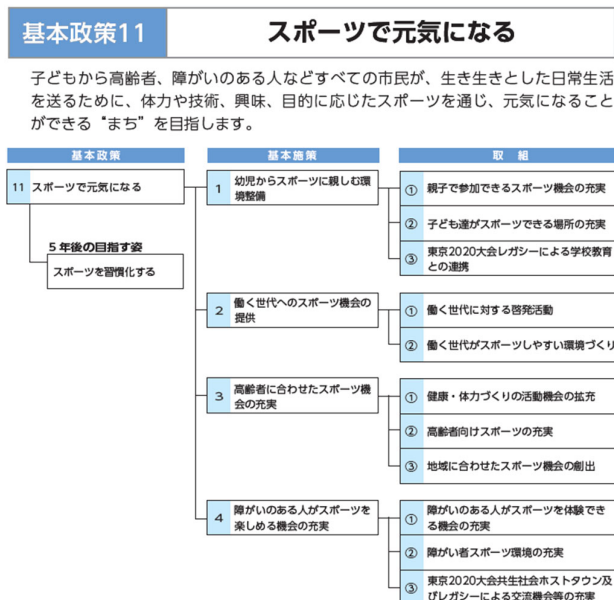 基本政策11
スポーツで元気になる
子どもから高齢者、障がいのある人などすべての市民が、生き生きとした日常生活
を送るために、体力や技術、興味、目的に応じたスポーツを通じ、元気になること
ができる“まち”を目指します。
基本政策
基本施策
取 組
11 スポーツで元気になる
5年後の目指す姿
スポーツを習慣化する
1 幼児からスポーツに親しむ環
境整備
① 親子で参加できるスポーツ機会の充実
② 子ども達がスポーツできる場所の充実
③ 東京2020大会レガシーによる学校教育
との連携
2 働く世代へのスポーツ機会の
提供
① 働く世代に対する啓発活動
② 働く世代がスポーツしやすい環境づくり
3 高齢者に合わせたスポーツ機
会の充実
① 健康・体力づくりの活動機会の拡充
② 高齢者向けスポーツの充実
③ 地域に合わせたスポーツ機会の創出
4 障がいのある人がスポーツを
楽しめる機会の充実
① 障がいのある人がスポーツを体験でき
る機会の充実
② 障がい者スポーツ環境の充実
③ 東京2020大会共生社会ホストタウン及
びレガシーによる交流機会等の充実